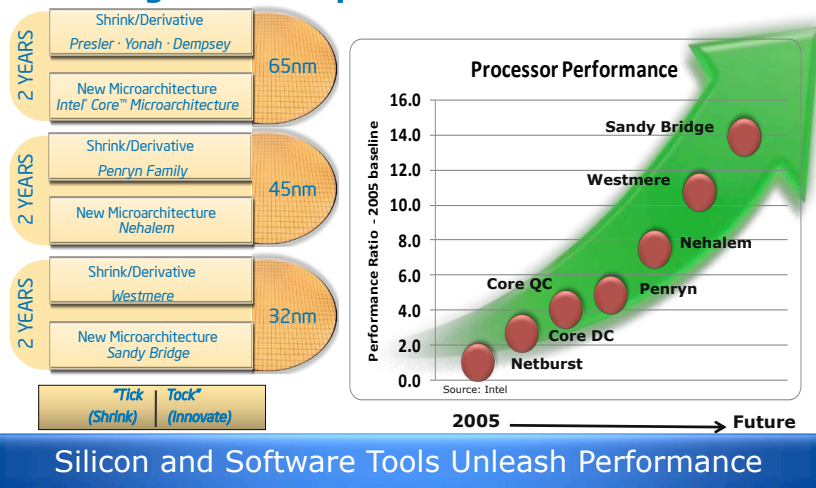 2 YEARS
Shrink/Derivative
Presler · Yonah · Dempsey
New Microarchitecture
Intel® Core™ Microarchitecture
65nm
2 YEARS
Shrink/Derivative
Penryn Family
New Microarchitecture
Nehalem
45nm
2 YEARS
Shrink/Derivative
Westmere
New Microarchitecture
Sandy Bridge
32nm
"Tick Tock"
(Shrink) (Innovate)
Processor Performance
Performance Ratio - 2005 baseline
16.0
14.0
12.0
10.0
8.0
6.0
4.0
2.0
0.0
Sandy Bridge
Westmere
Nehalem
Core QC
Penryn
Core DC
Netburst
Source: Intel
2005 Future
Silicon and Software Tools Unleash Performance